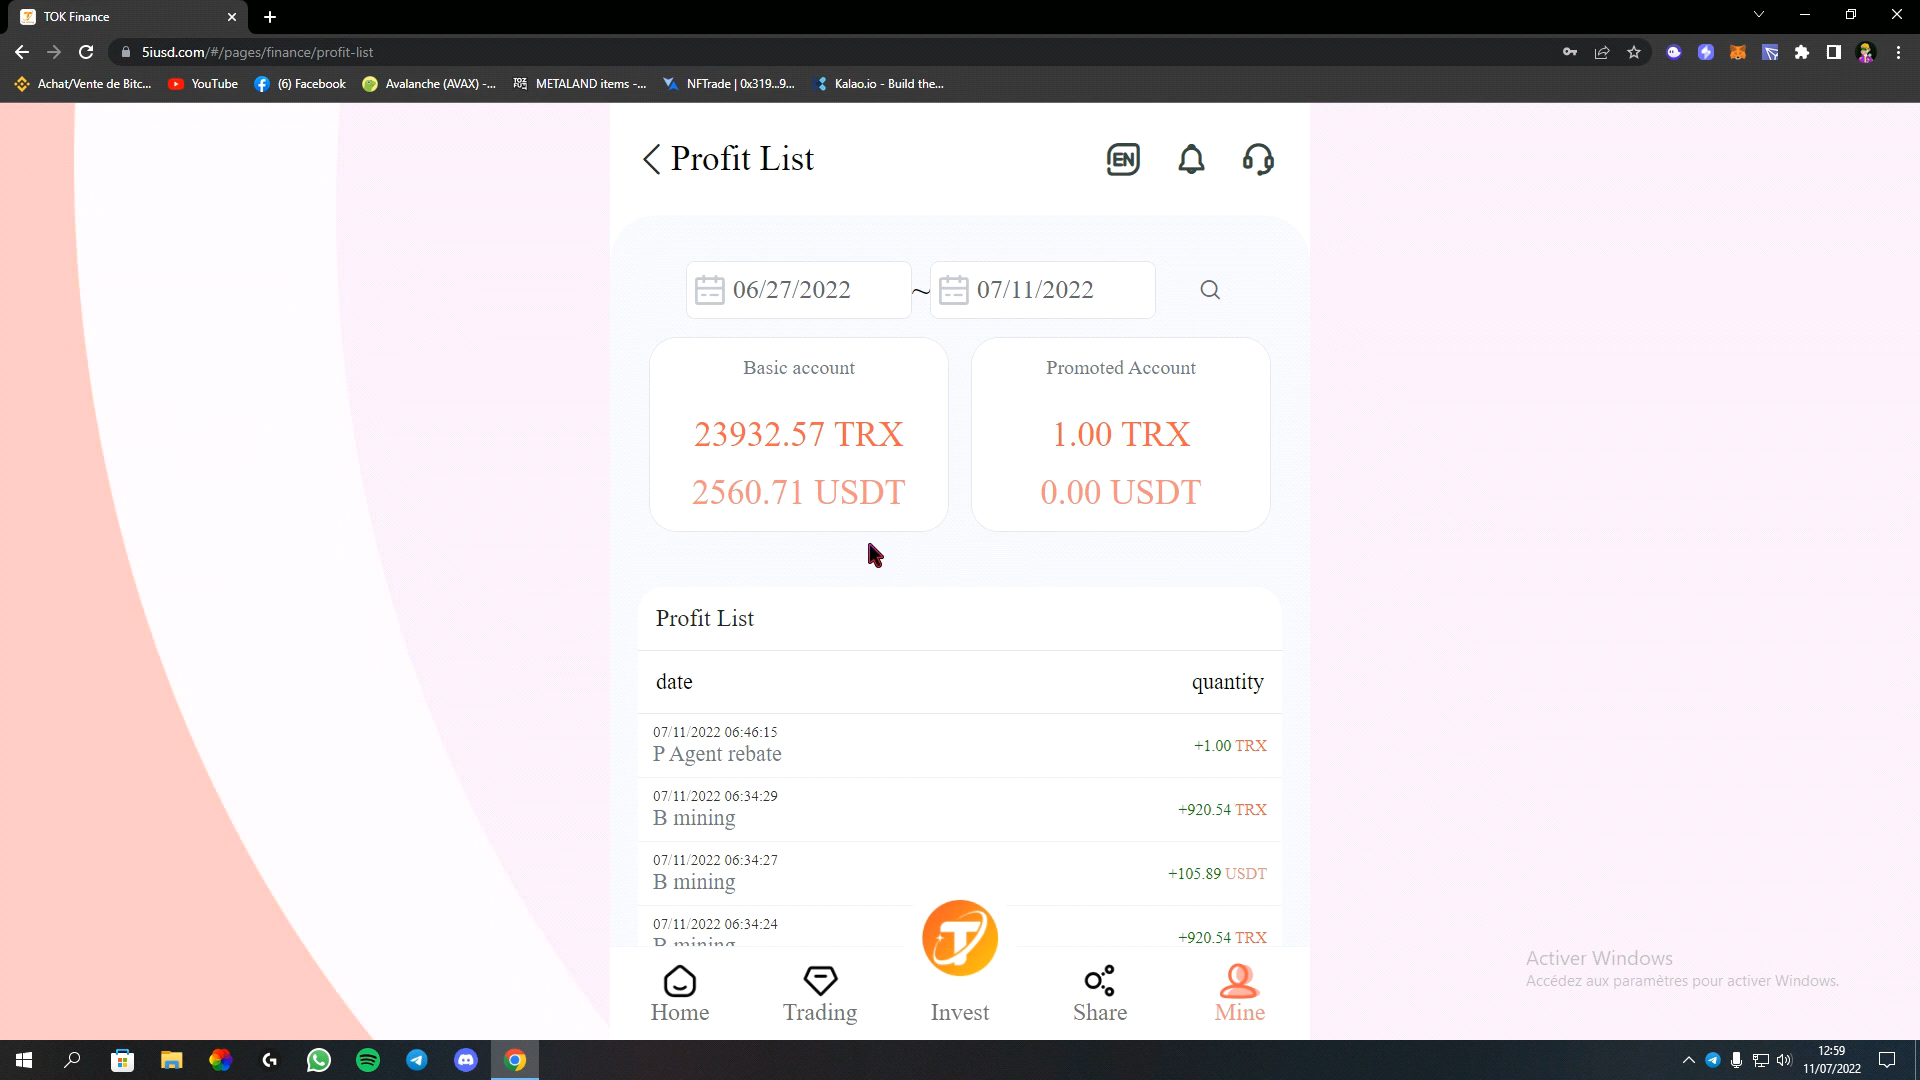 TOK Finance
5iusd.com/#/pages/finance/profit-list
Achat/Vente de Bitc... YouTube (6) Facebook Avalanche (AVAX) -... METALAND items -... NFTrade | 0x319...9... Kalao.io - Build the...
Profit List
EN
06/27/2022 ~ 07/11/2022
Basic account
23932.57 TRX
2560.71 USDT
Promoted Account
1.00 TRX
0.00 USDT
Profit List
date quantity
07/11/2022 06:46:15
P Agent rebate
+1.00 TRX
07/11/2022 06:34:29
B mining
+920.54 TRX
07/11/2022 06:34:27
B mining
+105.89 USDT
07/11/2022 06:34:24
B mining
+920.54 TRX
Home Trading Invest Share Mine
Activer Windows
Accédez aux paramètres pour activer Windows.
12:59
11/07/2022